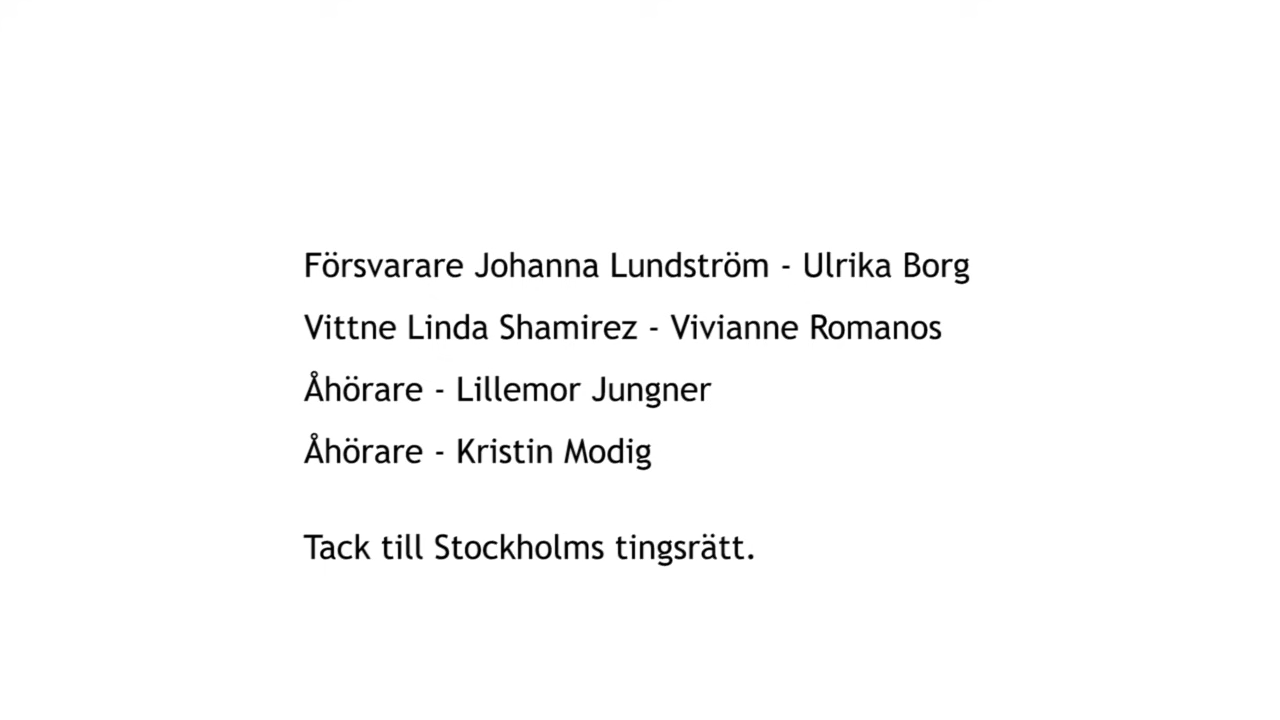 Försvarare Johanna Lundström - Ulrika Borg
Vittne Linda Shamirez - Vivianne Romanos
Åhörare - Lillemor Jungner
Åhörare - Kristin Modig
Tack till Stockholms tingsrätt.